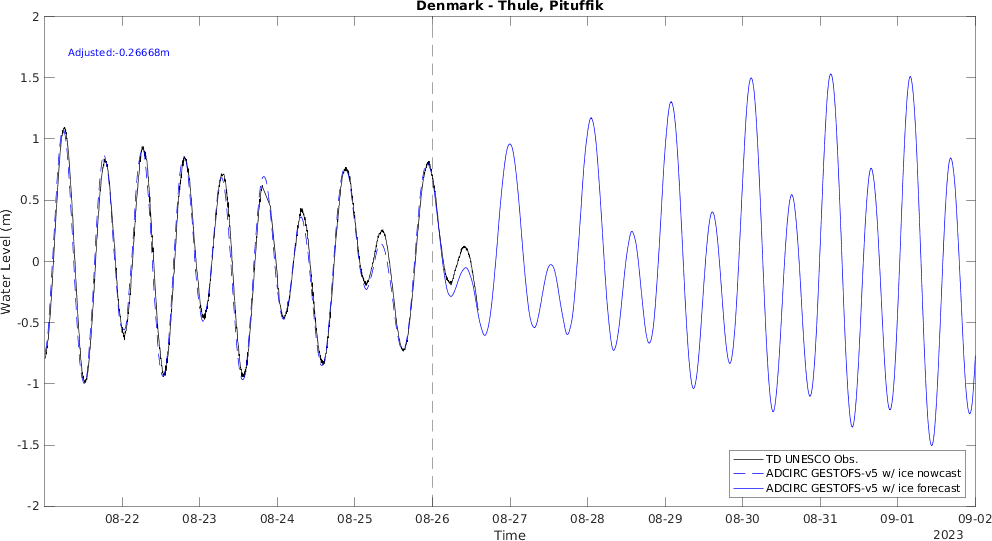 Denmark - Thule, Pituffik
Adjusted:-0.26668m
2
1.5
1
0.5
0
-0.5
-1
-1.5
-2
Water Level (m)
TD UNESCO Obs.
ADCIRC GESTOFS-v5 w/ ice nowcast
ADCIRC GESTOFS-v5 w/ ice forecast
08-22 08-23 08-24 08-25 08-26 08-27 08-28 08-29 08-30 08-31 09-01 09-02
Time
2023